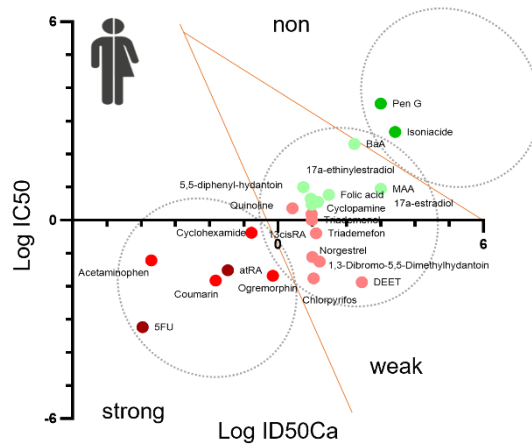 non
6
Pen G
Isoniacide
BaA
17a-ethinylestradiol
5,5-diphenyl-hydantoin
MAA
Folic acid
17a-estradiol
Quinoline
Cyclopamine
Triademenol
0
Cyclohexamide
13cisRA
Triademefon
0
6
Norgestrel
Acetaminophen
atRA
1,3-Dibromo-5,5-Dimethylhydantoin
Coumarin
Ogremorphin
DEET
Chlorpyrifos
5FU
weak
strong
-6
Log IC50
Log ID50Ca